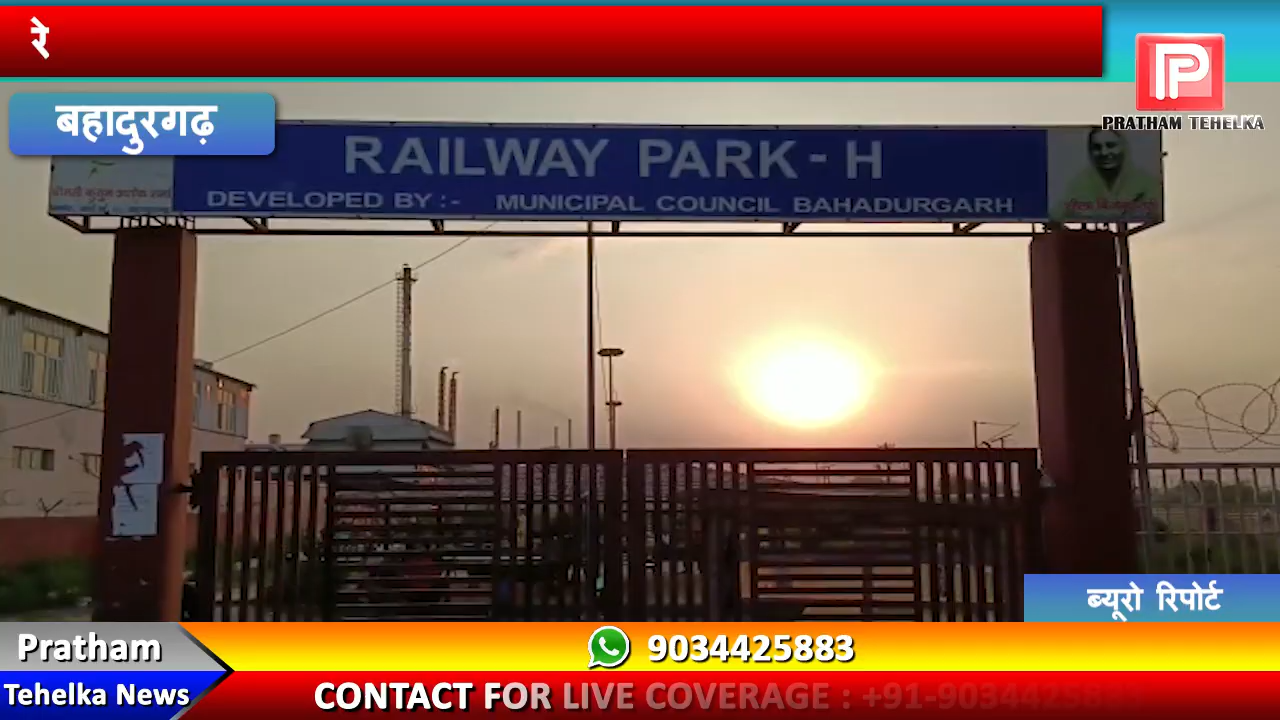 रे
बहादुरगढ़
PRATHAM TEHELKA
RAILWAY PARK - H
DEVELOPED BY :- MUNICIPAL COUNCIL BAHADURGARH
ब्यूरो रिपोर्ट
Pratham
9034425883
Tehelka News
CONTACT FOR LIVE COVERAGE : +91-9034425883